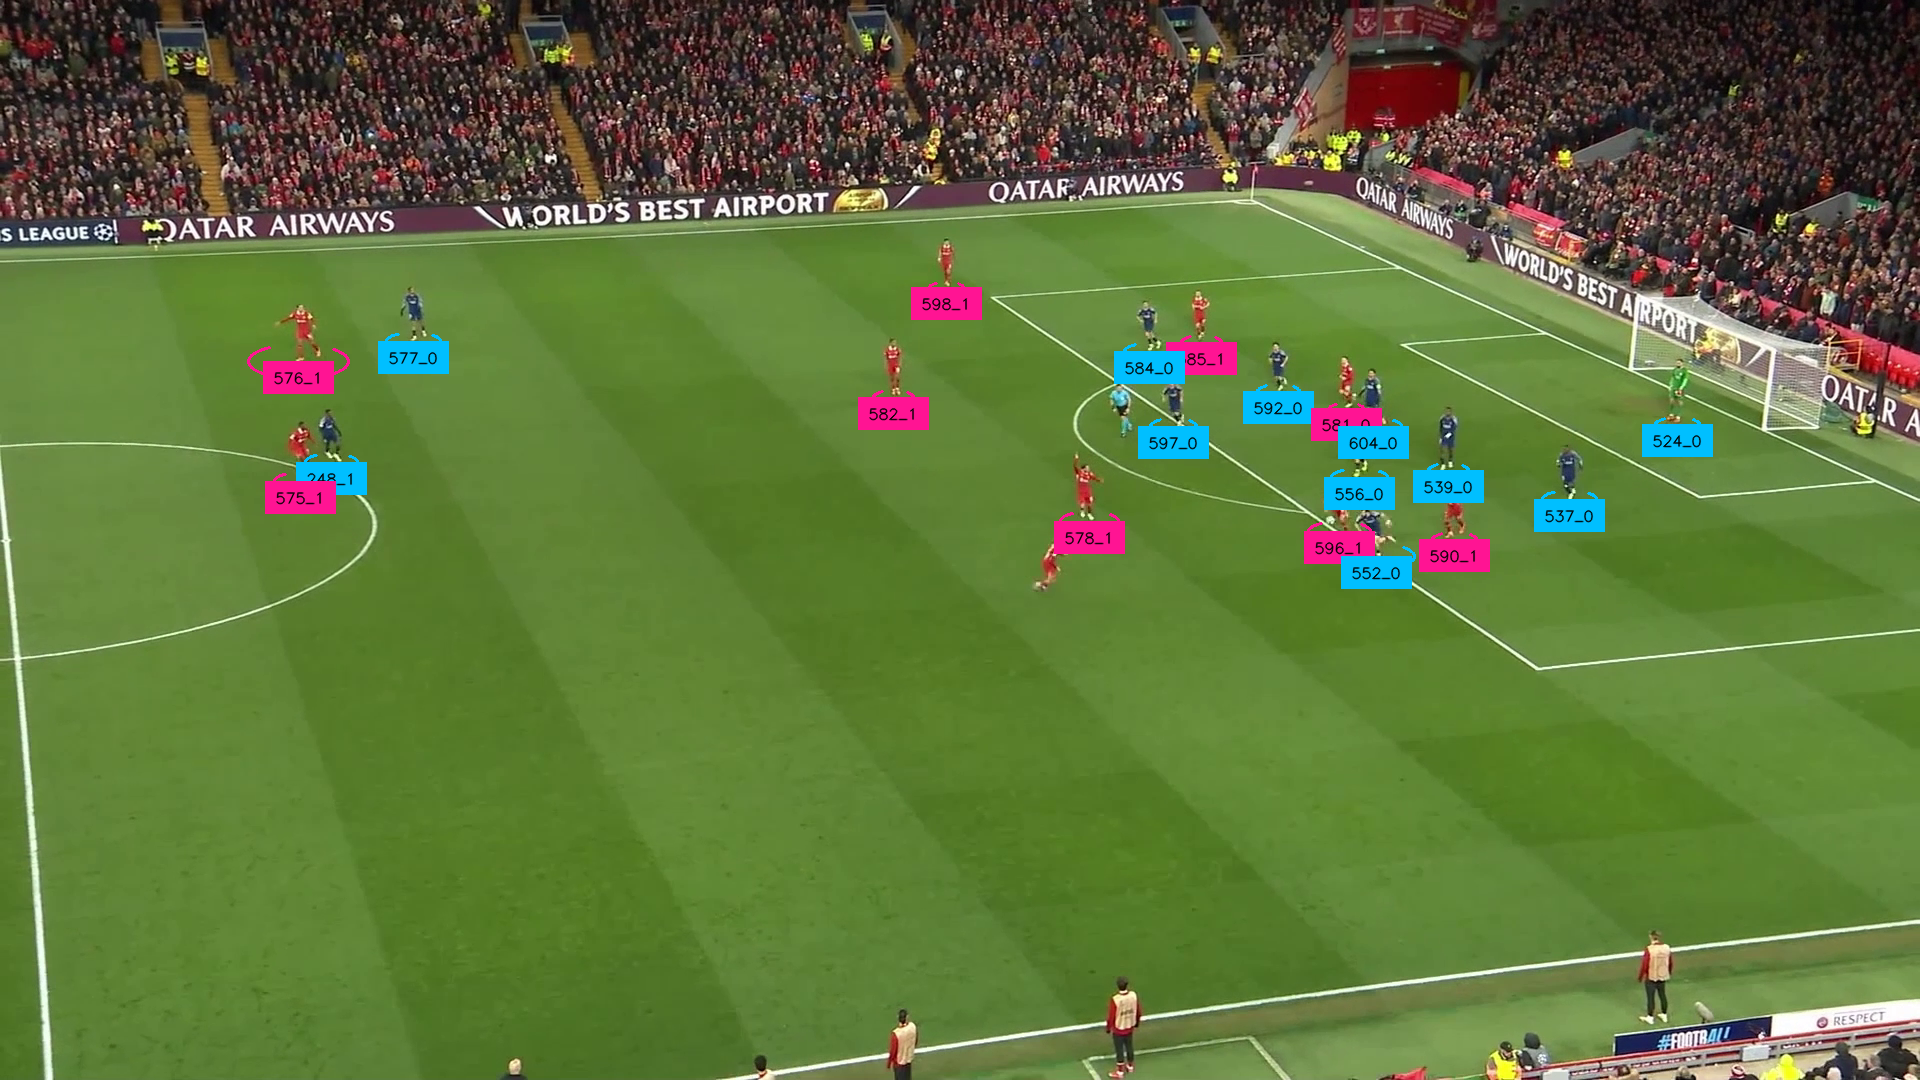 S LEAGUE
QATAR AIRWAYS
WORLD'S BEST AIRPORT
QATAR AIRWAYS
QATAR AIRWAYS
WORLD'S BEST AIRPORT
QATAR A
598_1
576_1
577_0
584_0
85_1
582_1
592_0
581_0
597_0
604_0
524_0
248_1
575_1
556_0
539_0
537_0
578_1
596_1
590_1
552_0
#FOOTBALL
RESPECT